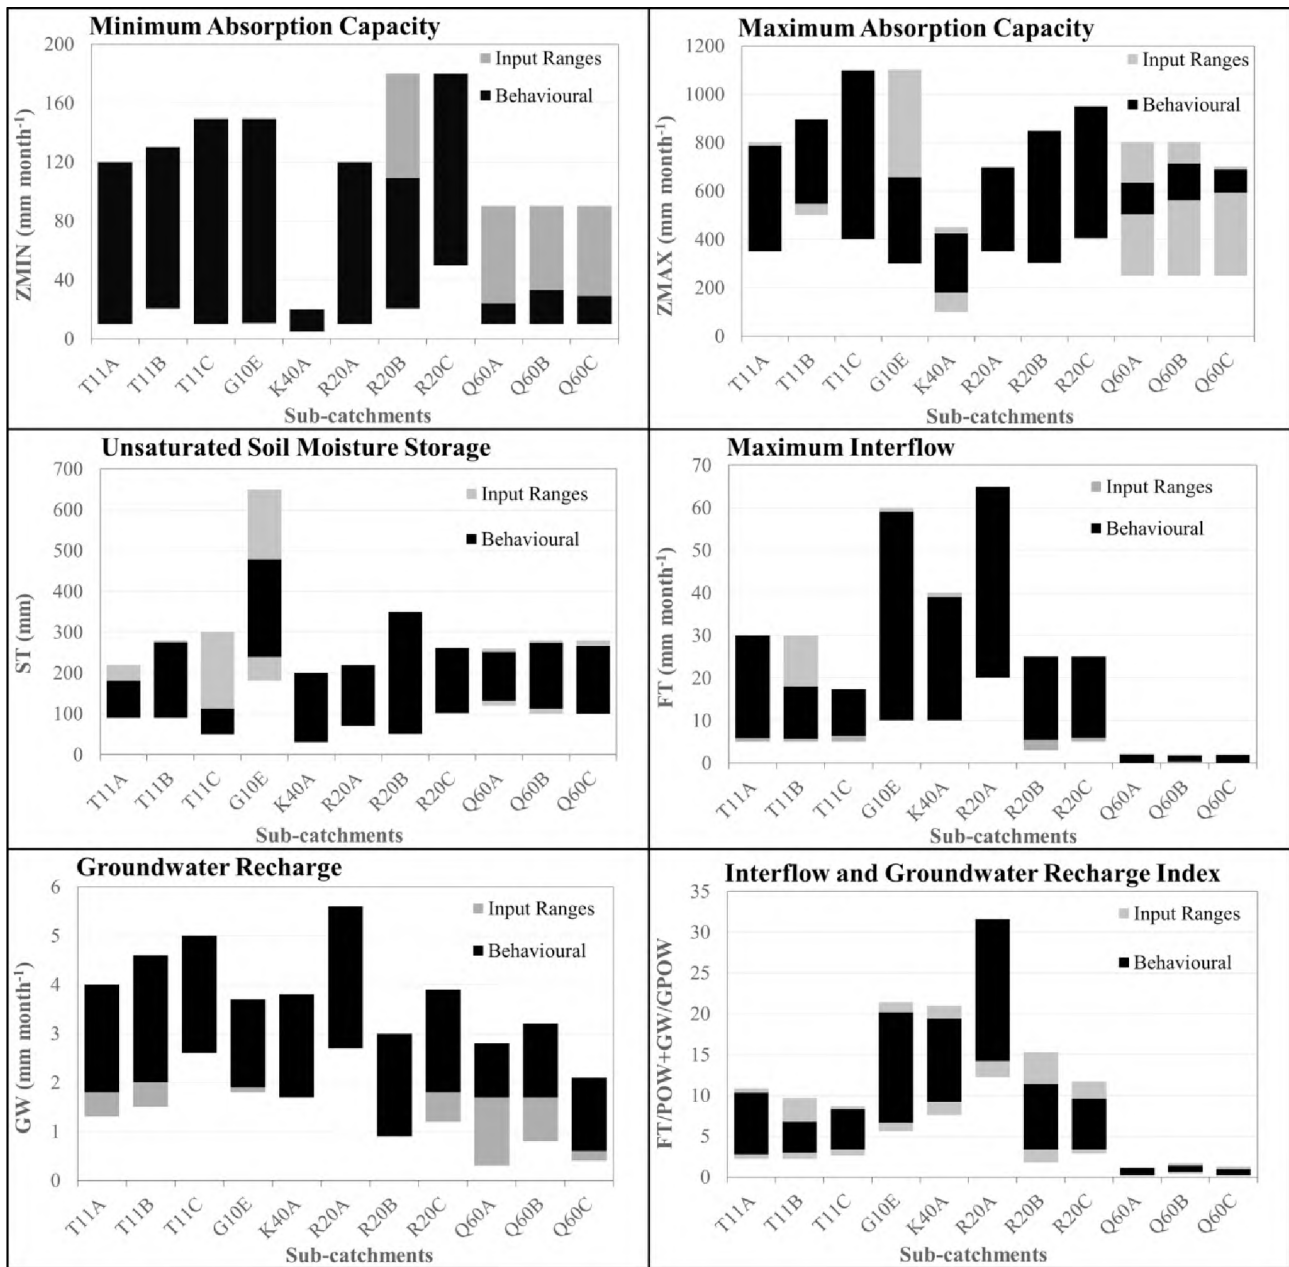 Minimum Absorption Capacity
200
160
120
80
40
0
ZMIN (mm month-1)
Input Ranges
Behavioural
T11A
T11B
T11C
G10E
K40A
R20A
R20B
R20C
Q60A
Q60B
Q60C
Sub-catchments
Maximum Absorption Capacity
1200
1000
800
600
400
200
0
ZMAX (mm month-1)
Input Ranges
Behavioural
T11A
T11B
T11C
G10E
K40A
R20A
R20B
R20C
Q60A
Q60B
Q60C
Sub-catchments
Unsaturated Soil Moisture Storage
700
600
500
400
300
200
100
0
ST (mm)
Input Ranges
Behavioural
T11A
T11B
T11C
G10E
K40A
R20A
R20B
R20C
Q60A
Q60B
Q60C
Sub-catchments
Maximum Interflow
70
60
50
40
30
20
10
0
FT (mm month-1)
Input Ranges
Behavioural
T11A
T11B
T11C
G10E
K40A
R20A
R20B
R20C
Q60A
Q60B
Q60C
Sub-catchments
Groundwater Recharge
6
5
4
3
2
1
0
GW (mm month-1)
Input Ranges
Behavioural
T11A
T11B
T11C
G10E
K40A
R20A
R20B
R20C
Q60A
Q60B
Q60C
Sub-catchments
Interflow and Groundwater Recharge Index
35
30
25
20
15
10
5
0
FT/POW+GW/GPOW
Input Ranges
Behavioural
T11A
T11B
T11C
G10E
K40A
R20A
R20B
R20C
Q60A
Q60B
Q60C
Sub-catchments